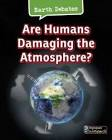 Earth Debates
Are Humans
Damaging the
Atmosphere?